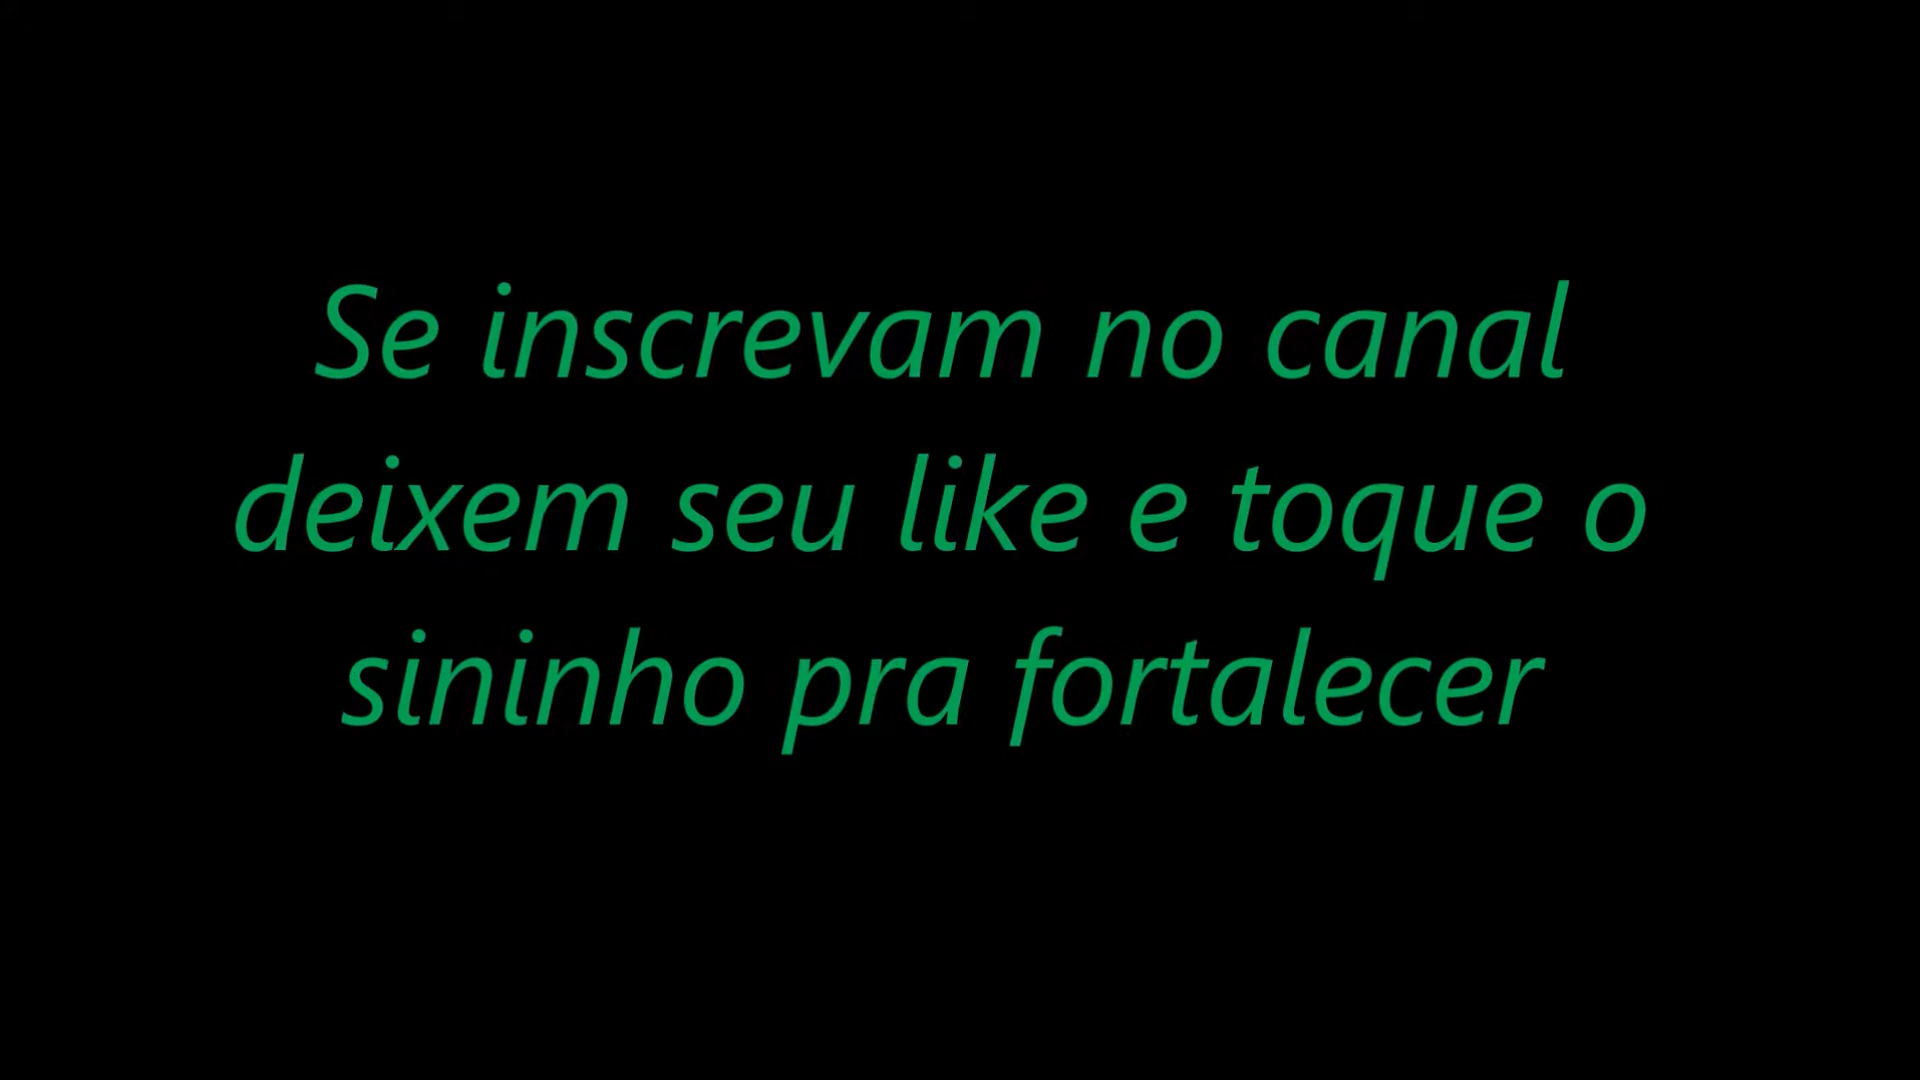 Se inscrevam no canal
deixem seu like e toque o
sininho pra fortalecer